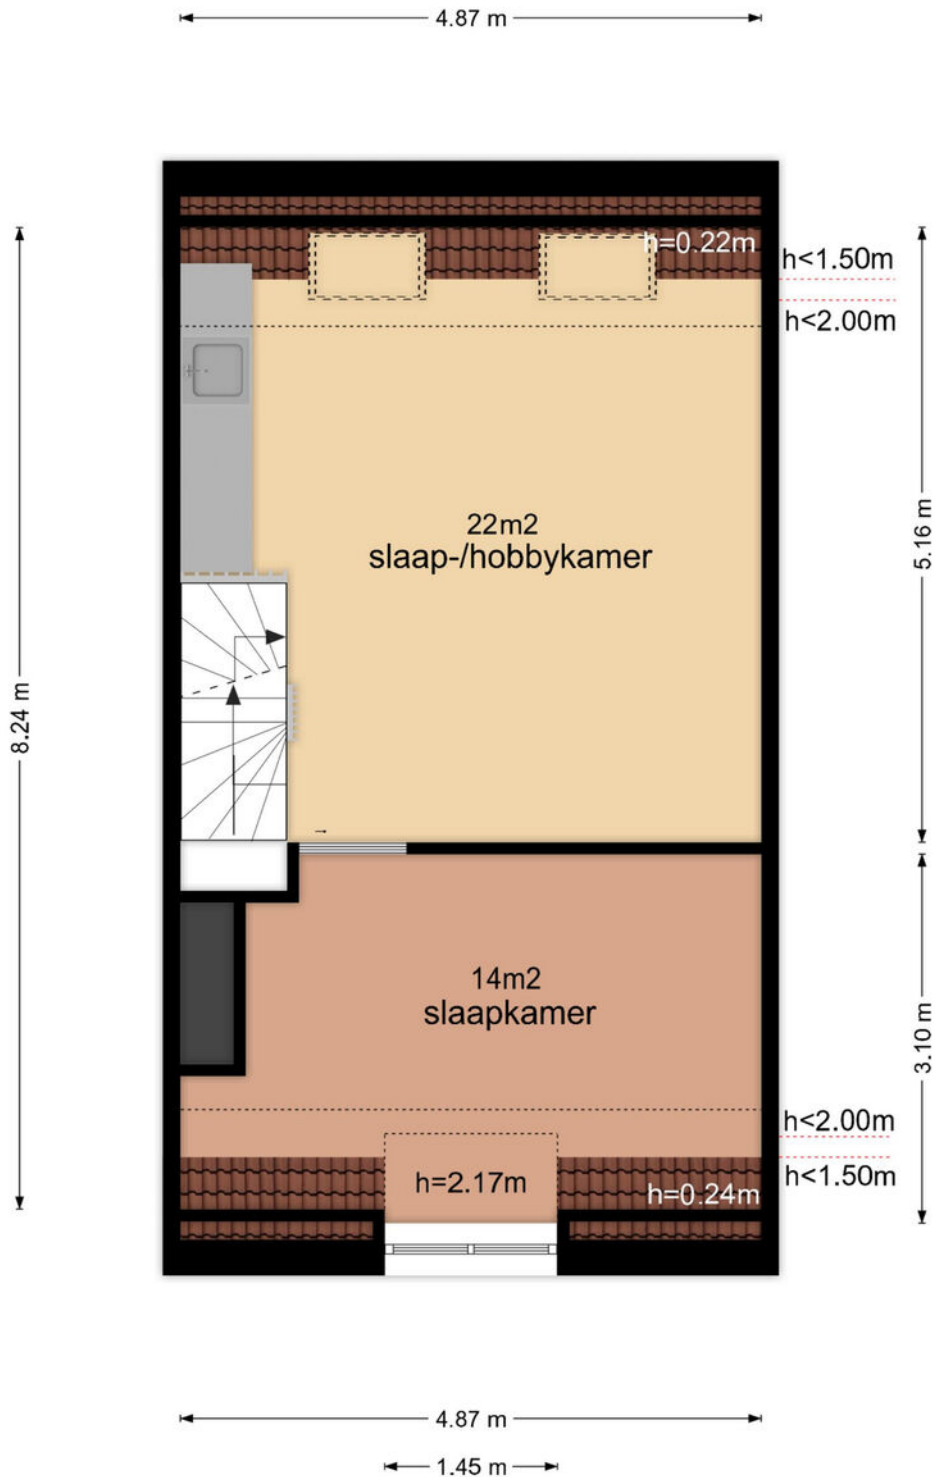 4.87 m
h=0.22m
h<1.50m
h<2.00m
22m2
slaap-/hobbykamer
5.16 m
8.24 m
14m2
slaapkamer
3.10 m
h<2.00m
h<1.50m
h=2.17m
h=0.24m
4.87 m
1.45 m